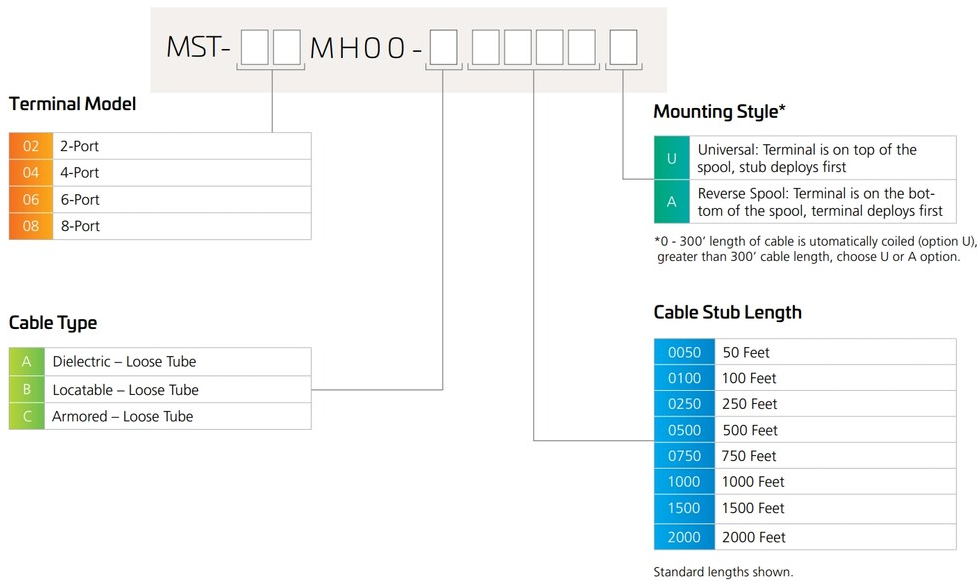 MST- MH00 -
Terminal Model
02 2-Port
04 4-Port
06 6-Port
08 8-Port
Mounting Style*
U Universal: Terminal is on top of the
spool, stub deploys first
A Reverse Spool: Terminal is on the bot-
tom of the spool, terminal deploys first
*0 - 300’ length of cable is utomatically coiled (option U),
greater than 300’ cable length, choose U or A option.
Cable Type
A Dielectric – Loose Tube
B Locatable – Loose Tube
C Armored – Loose Tube
Cable Stub Length
0050 50 Feet
0100 100 Feet
0250 250 Feet
0500 500 Feet
0750 750 Feet
1000 1000 Feet
1500 1500 Feet
2000 2000 Feet
Standard lengths shown.